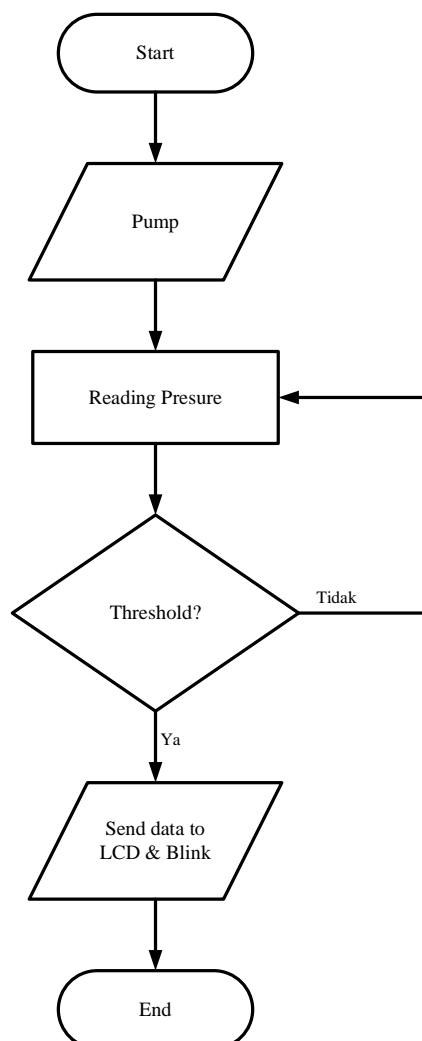 Start
Pump
Reading Presure
Threshold?
Tidak
Ya
Send data to
LCD & Blink
End